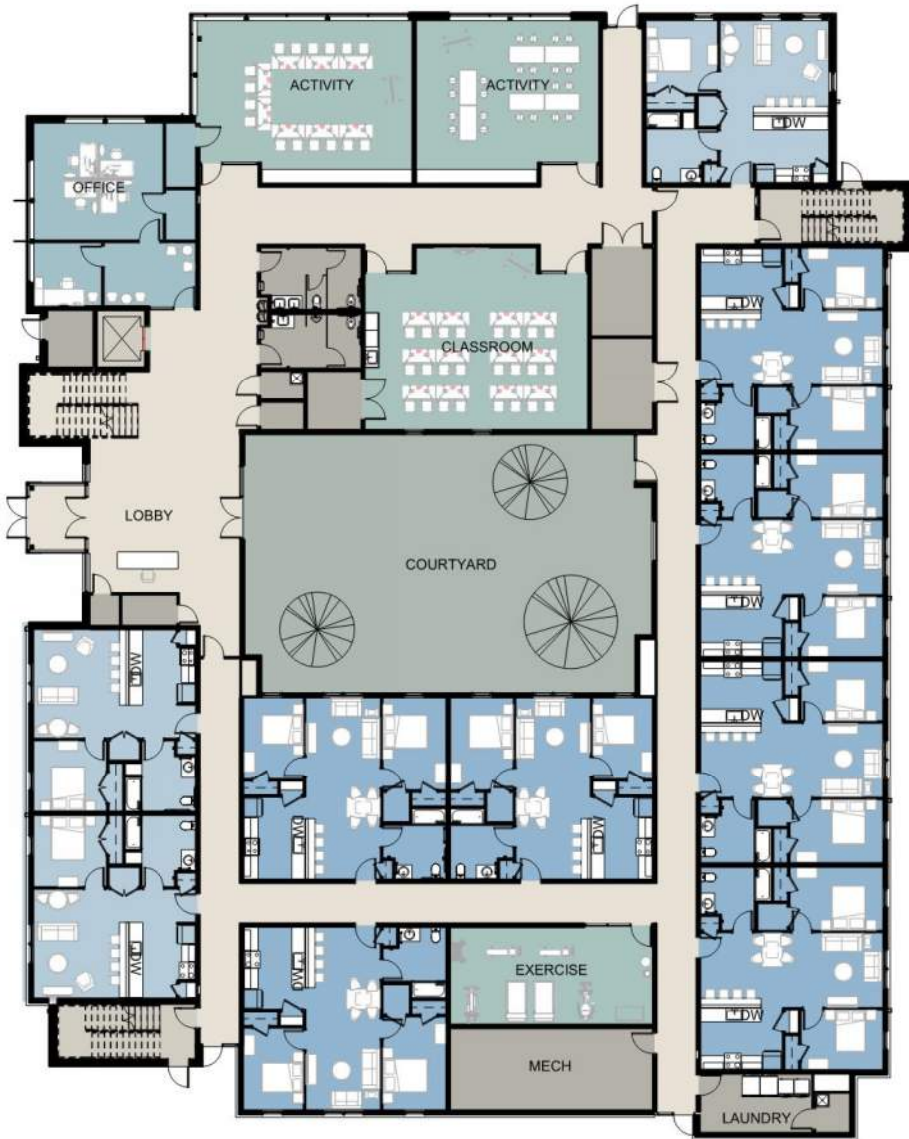 ACTIVITY
ACTIVITY
DW
OFFICE
DW
CLASSROOM
LOBBY
COURTYARD
DW
DW
DW
DW
DW
DW
DW
EXERCISE
DW
DW
MECH
LAUNDRY